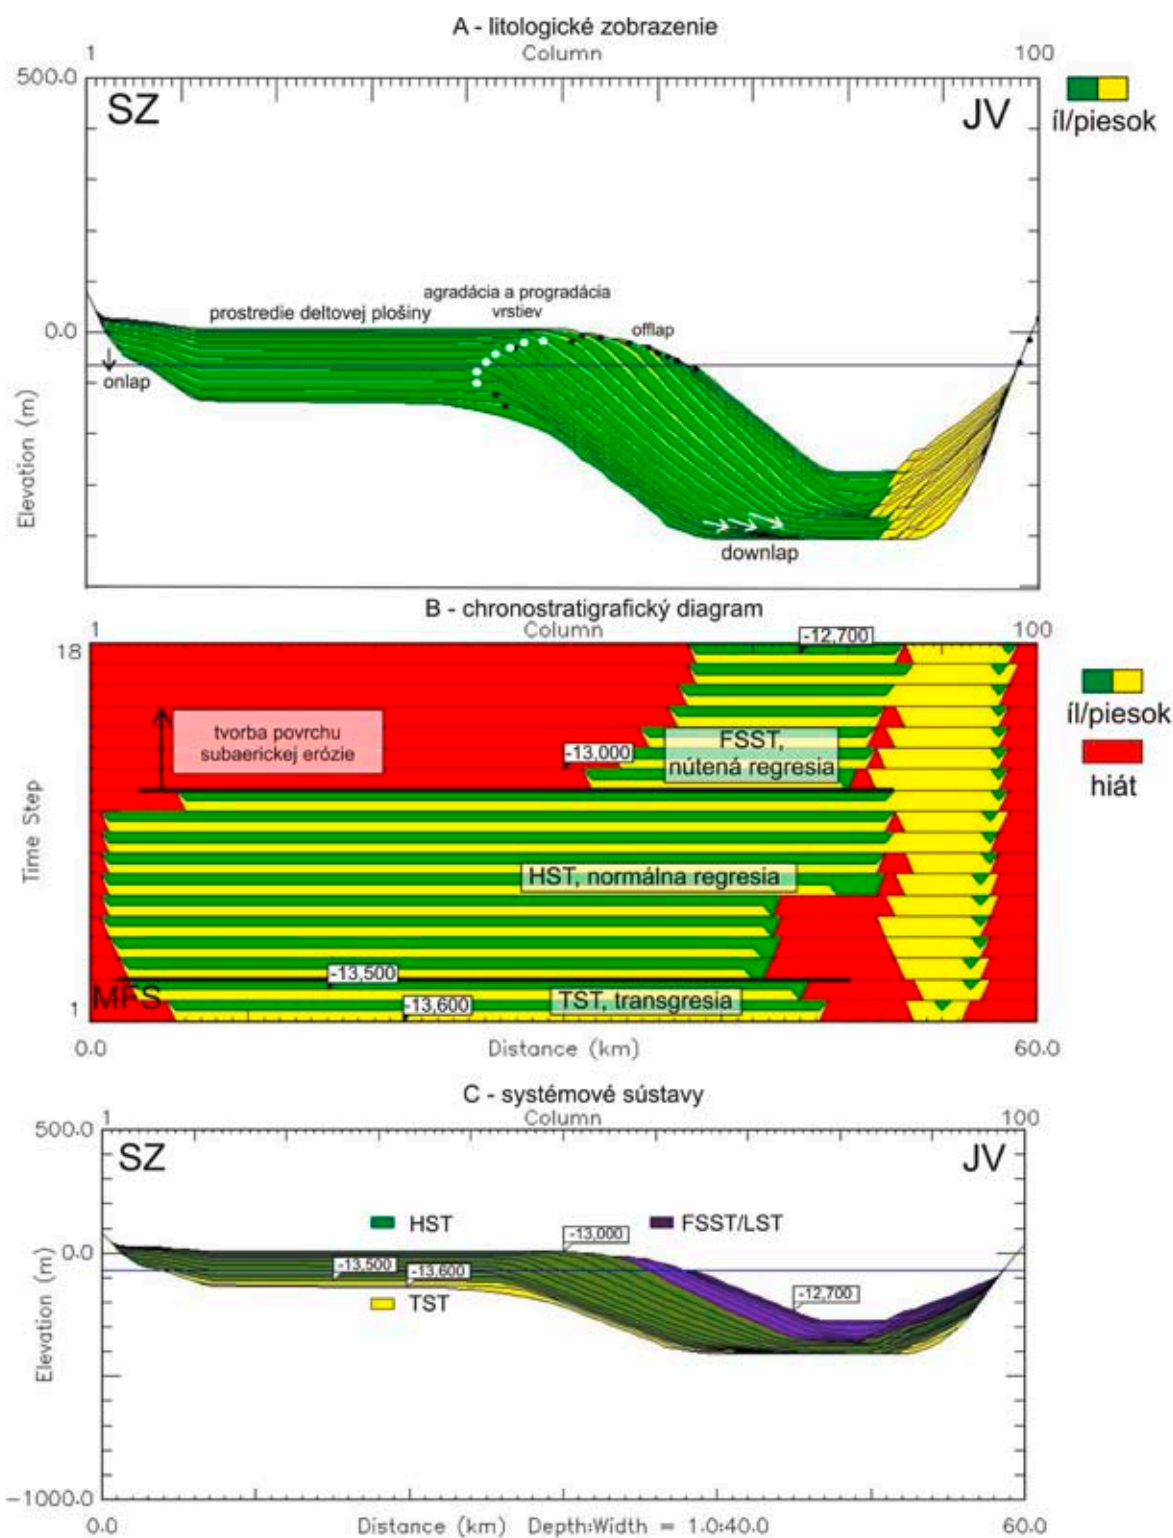 A - litologické zobrazenie
1 Column 100
500.0
SZ
JV
íl/piesok
agradácia a progradácia
vrstiev
prostredie deltovej plošiny
offlap
0.0
onlap
Elevation (m)
downlap
B - chronostratigrafický diagram
1 Column 100
-12,700
18
íl/piesok
hiát
tvorba povrchu
subaerickej erózie
-13,000
FSST,
nútená regresia
Time Step
HST, normálna regresia
-13,500
MFS
-13,600
TST, transgresia
1
0.0 Distance (km) 60.0
C - systémové sústavy
1 Column 100
500.0
SZ
JV
HST
FSST/LST
-13,000
0.0
-13,500
-13,600
-12,700
TST
Elevation (m)
-1000.0
0.0 Distance (km) Depth:Width = 1.0:40.0 60.0